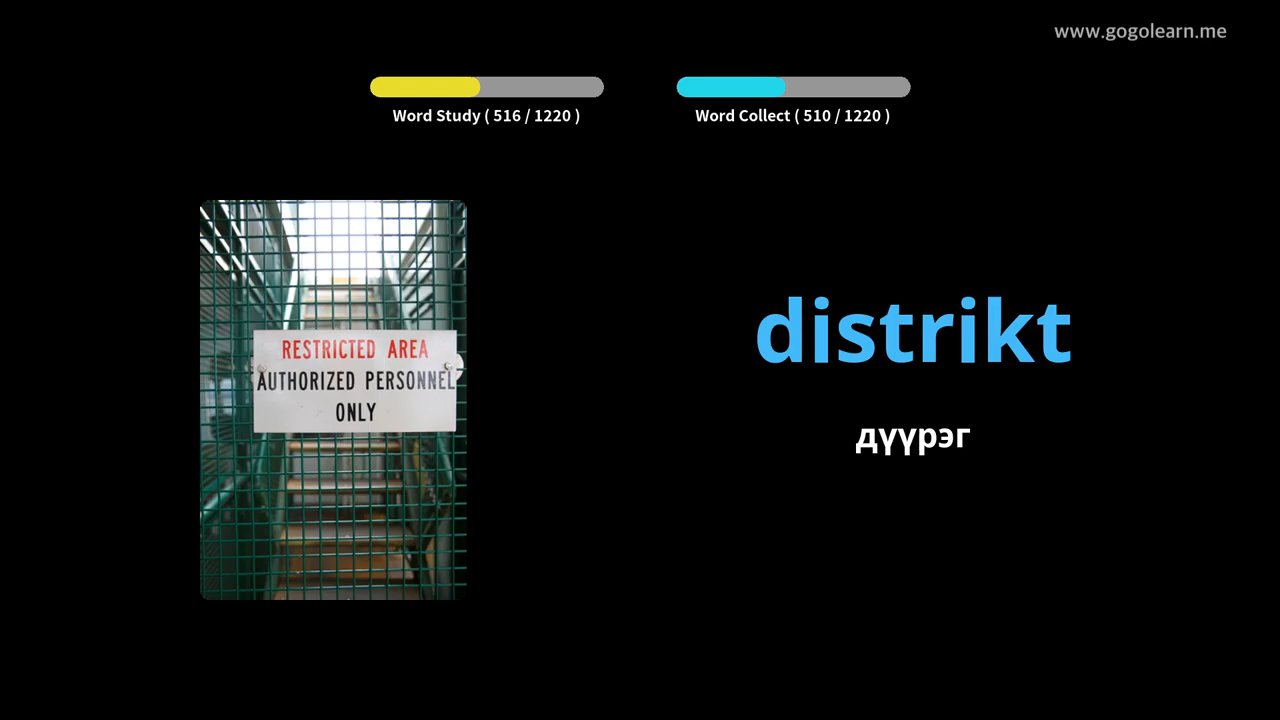 www.gogolearn.me
Word Study ( 516 / 1220 )
Word Collect ( 510 / 1220 )
RESTRICTED AREA
AUTHORIZED PERSONNEL
ONLY
distrikt
дүүрэг